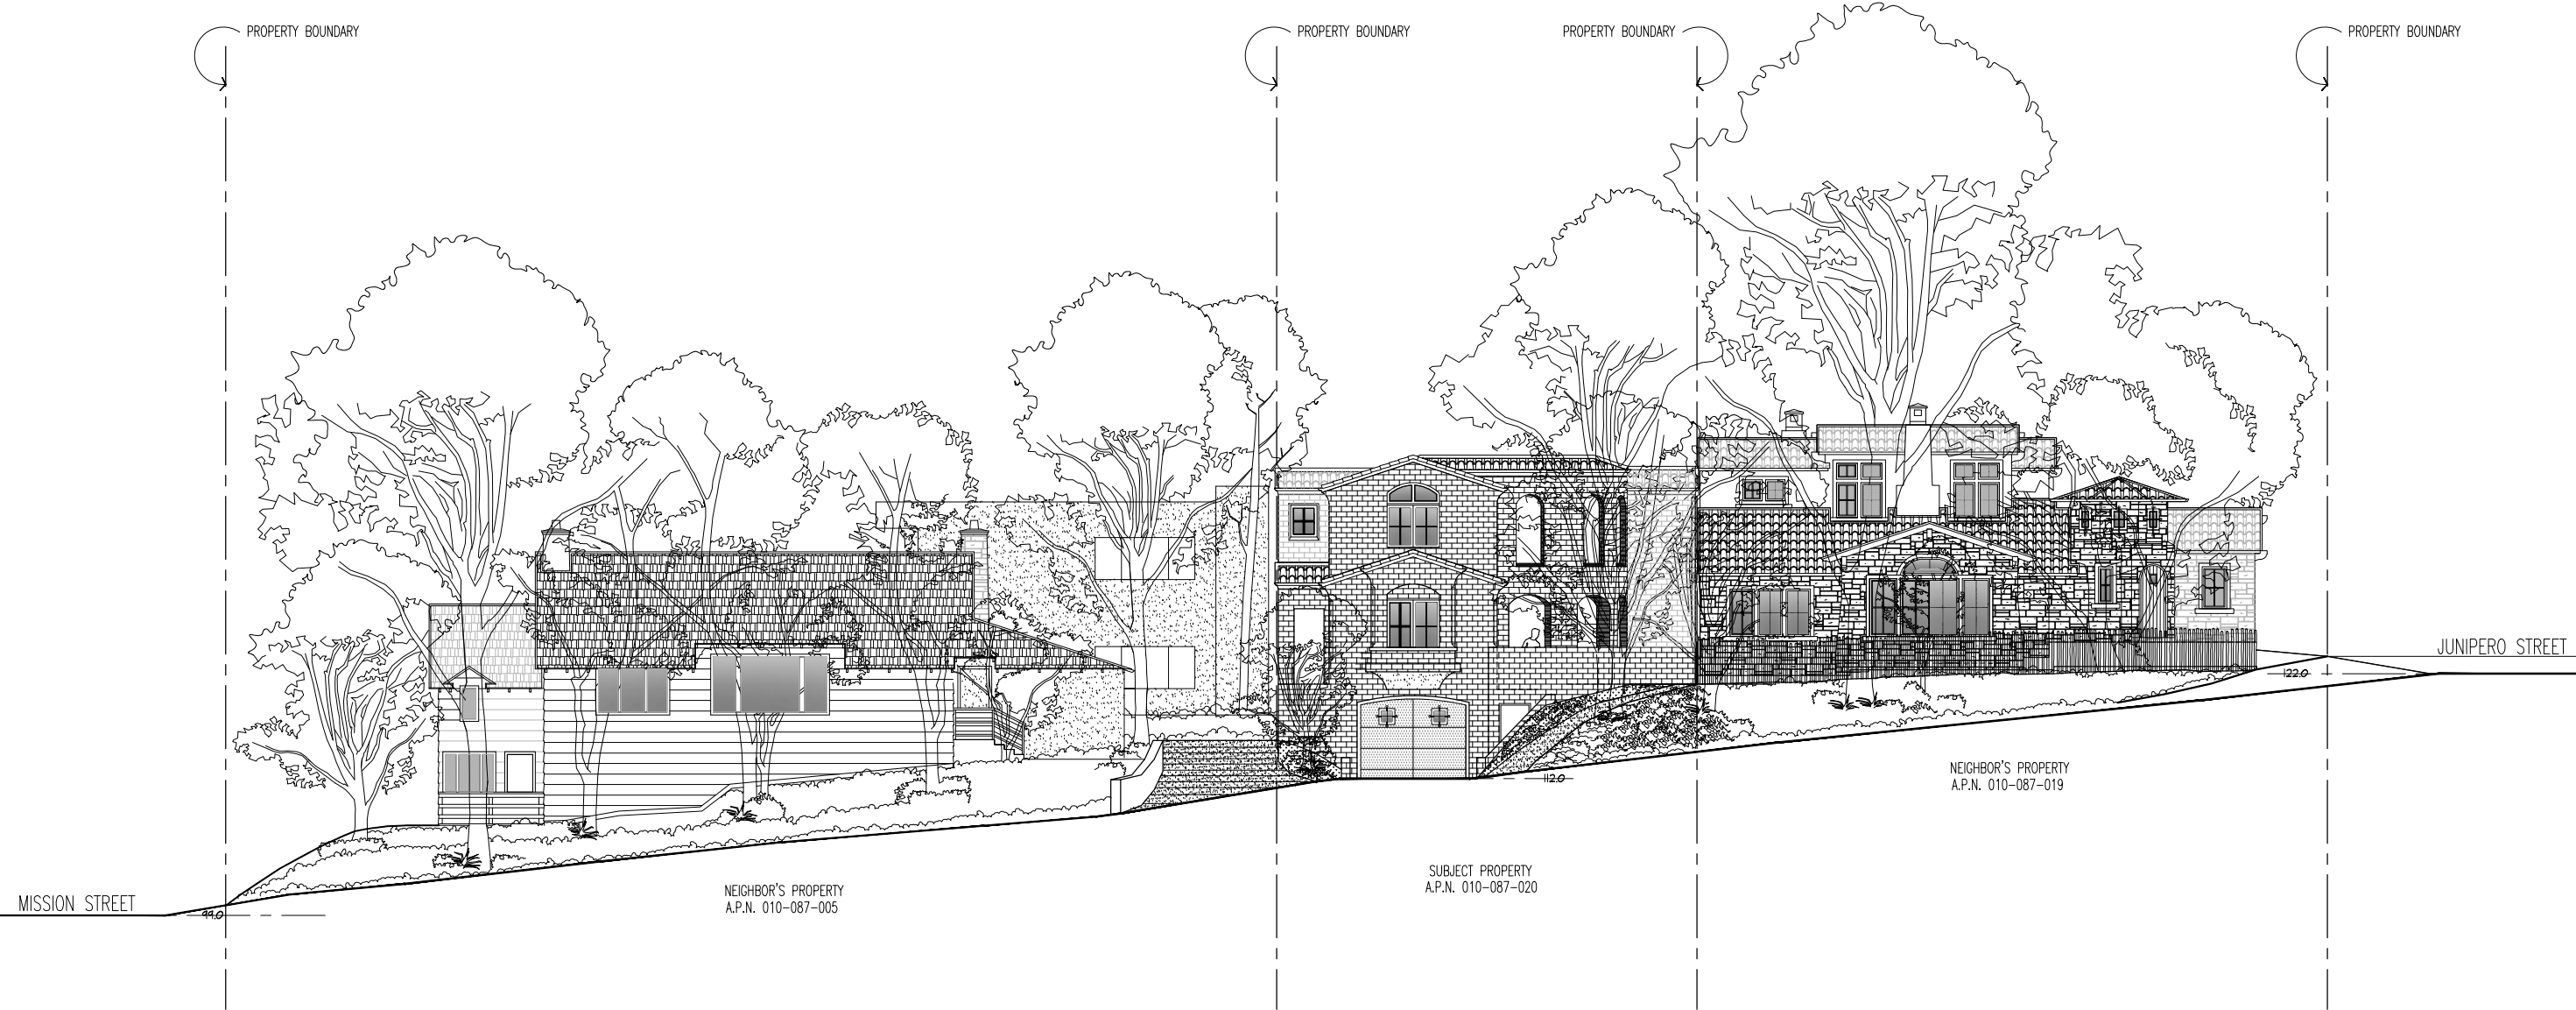 PROPERTY BOUNDARY
PROPERTY BOUNDARY
PROPERTY BOUNDARY
PROPERTY BOUNDARY
JUNIPERO STREET
122.0
NEIGHBOR'S PROPERTY
A.P.N. 010-087-019
112.0
SUBJECT PROPERTY
A.P.N. 010-087-020
NEIGHBOR'S PROPERTY
A.P.N. 010-087-005
MISSION STREET
99.0